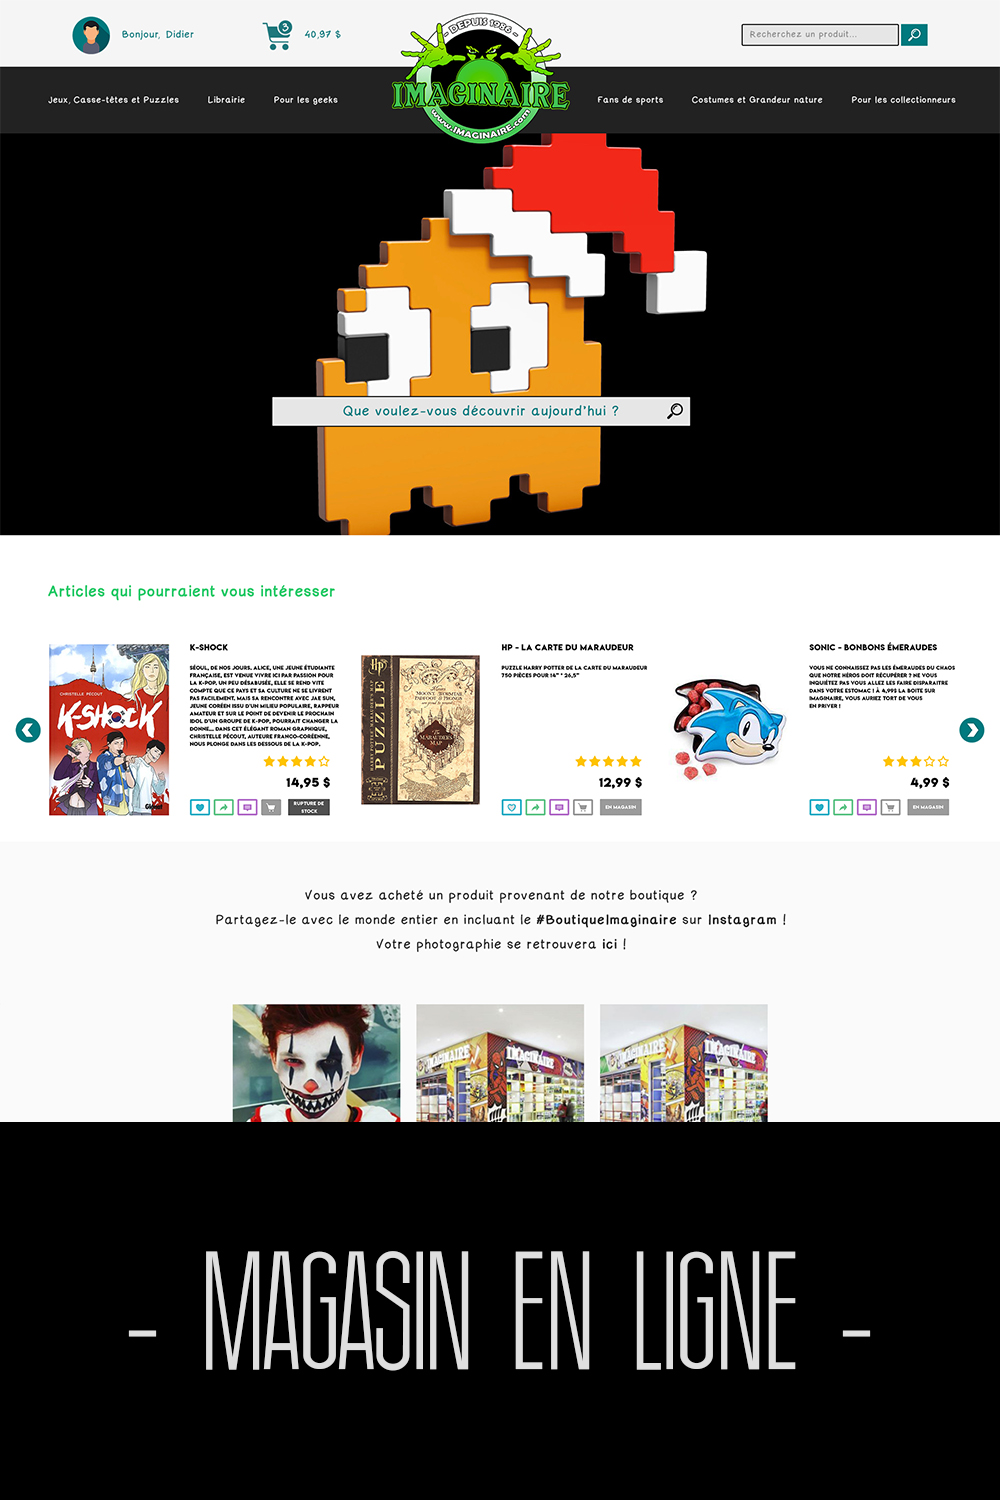 Bonjour, Didier
3
40,97 $
- DEPUIS 1986 -
IMAGINAIRE
www.IMAGINAIRE.com
Recherchez un produit...
Jeux, Casse-têtes et Puzzles
Librairie
Pour les geeks
Fans de sports
Costumes et Grandeur nature
Pour les collectionneurs
Que voulez-vous découvrir aujourd'hui ?
Articles qui pourraient vous intéresser
CHRISTELLE PÉCOUT
K-SHOCK
Glénat
K-SHOCK
SÉOUL, DE NOS JOURS. ALICE, UNE JEUNE ÉTUDIANTE
FRANÇAISE, EST VENUE VIVRE ICI PAR PASSION POUR
LA K-POP. UN PEU DÉSABUSÉE, ELLE SE REND VITE
COMPTE QUE CE PAYS ET SA CULTURE NE SE LIVRENT
PAS FACILEMENT. MAIS SA RENCONTRE AVEC JAE SUN,
JEUNE CORÉEN ISSU D'UN MILIEU POPULAIRE, RAPPEUR
AMATEUR ET SUR LE POINT DE DEVENIR LE PROCHAIN
IDOL D'UN GROUPE DE K-POP, POURRAIT CHANGER LA
DONNE... DANS CET ÉLÉGANT ROMAN GRAPHIQUE,
CHRISTELLE PÉCOUT, AUTEURE FRANCO-CORÉENNE,
NOUS PLONGE DANS LES DESSOUS DE LA K-POP.
14,95 $
RUPTURE DE
STOCK
HP
PUZZLE
MOONY, WORMTAIL
PADFOOT & PRONGS
The
MARAUDER'S
MAP
HP - LA CARTE DU MARAUDEUR
PUZZLE HARRY POTTER DE LA CARTE DU MARAUDEUR
750 PIÈCES POUR 14" * 26,5"
12,99 $
EN MAGASIN
SONIC - BONBONS ÉMERAUDES
VOUS NE CONNAISSEZ PAS LES ÉMERAUDES DU CHAOS
QUE NOTRE HÉROS DOIT RÉCUPÉRER ? NE VOUS
INQUIÉTEZ PAS VOUS ALLEZ LES FAIRE DISPARAITRE
DANS VOTRE ESTOMAC ! À 4,99$ LA BOITE SUR
IMAGINAIRE, VOUS AURIEZ TORT DE VOUS
EN PRIVER !
4,99 $
EN MAGASIN
Vous avez acheté un produit provenant de notre boutique ?
Partagez-le avec le monde entier en incluant le #BoutiqueImaginaire sur Instagram !
Votre photographie se retrouvera ici !
IMAGINAIRE
IMAGINAIRE
IMAGINAIRE
IMAGINAIRE
- MAGASIN EN LIGNE -